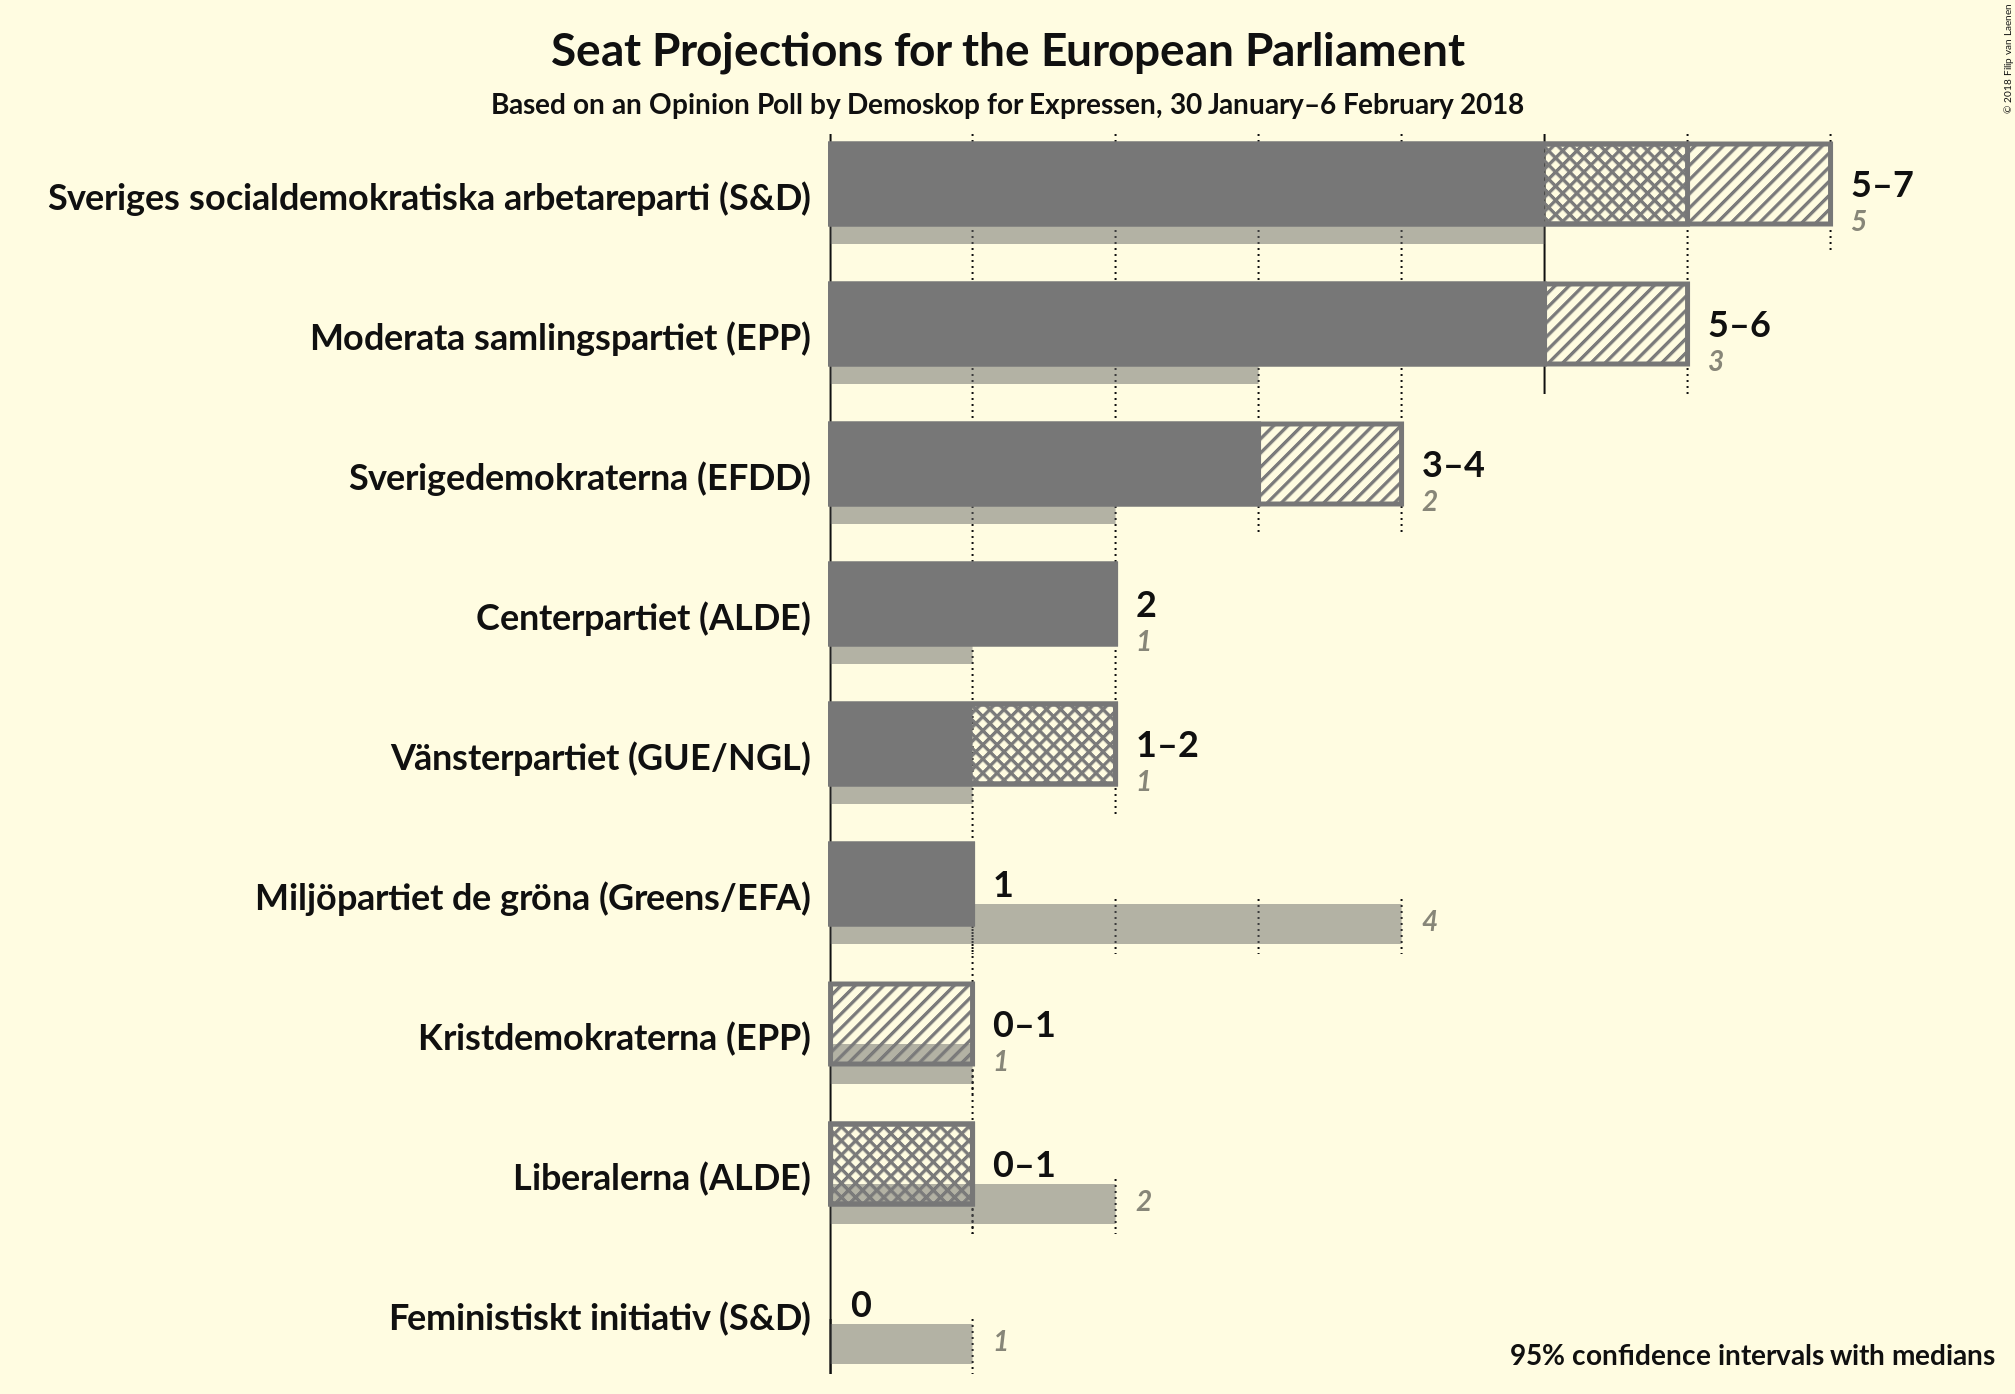 Seat Projections for the European Parliament
Based on an Opinion Poll by Demoskop for Expressen, 30 January–6 February 2018
© 2018 Filip van Laenen
Sveriges socialdemokratiska arbetareparti (S&D)
5–7
5
Moderata samlingspartiet (EPP)
5–6
3
Sverigedemokraterna (EFDD)
3–4
2
Centerpartiet (ALDE)
2
1
Vänsterpartiet (GUE/NGL)
1–2
1
Miljöpartiet de gröna (Greens/EFA)
1
4
Kristdemokraterna (EPP)
0–1
1
Liberalerna (ALDE)
0–1
2
Feministiskt initiativ (S&D)
0
1
95% confidence intervals with medians